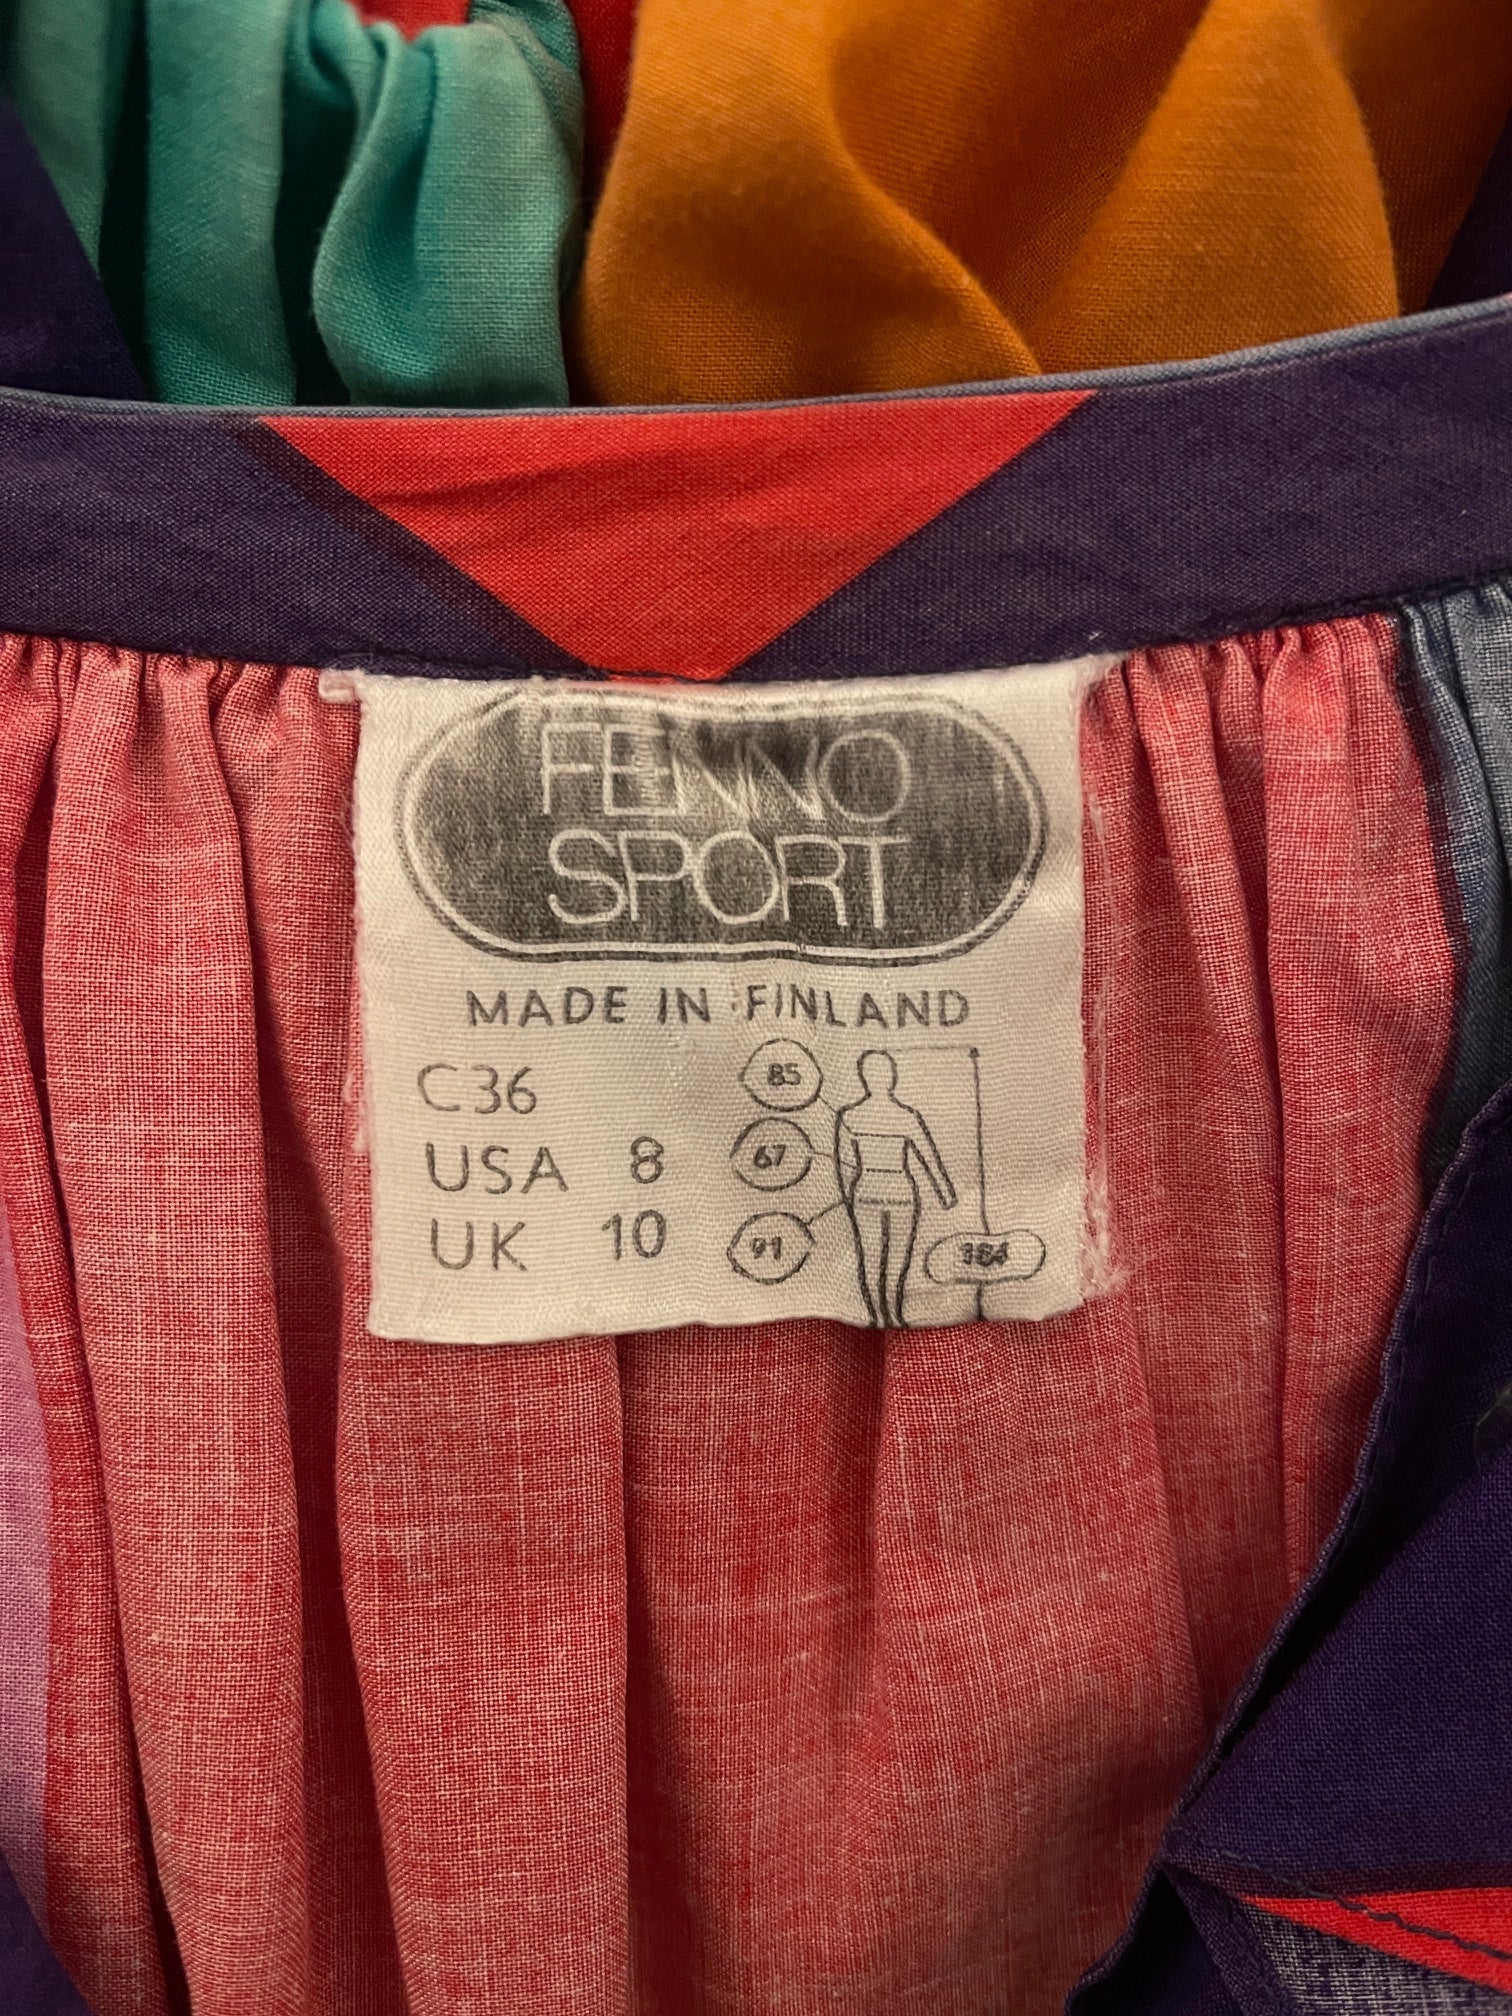 FENNO
SPORT
MADE IN FINLAND
C36
USA 8
UK 10
85
67
91
164